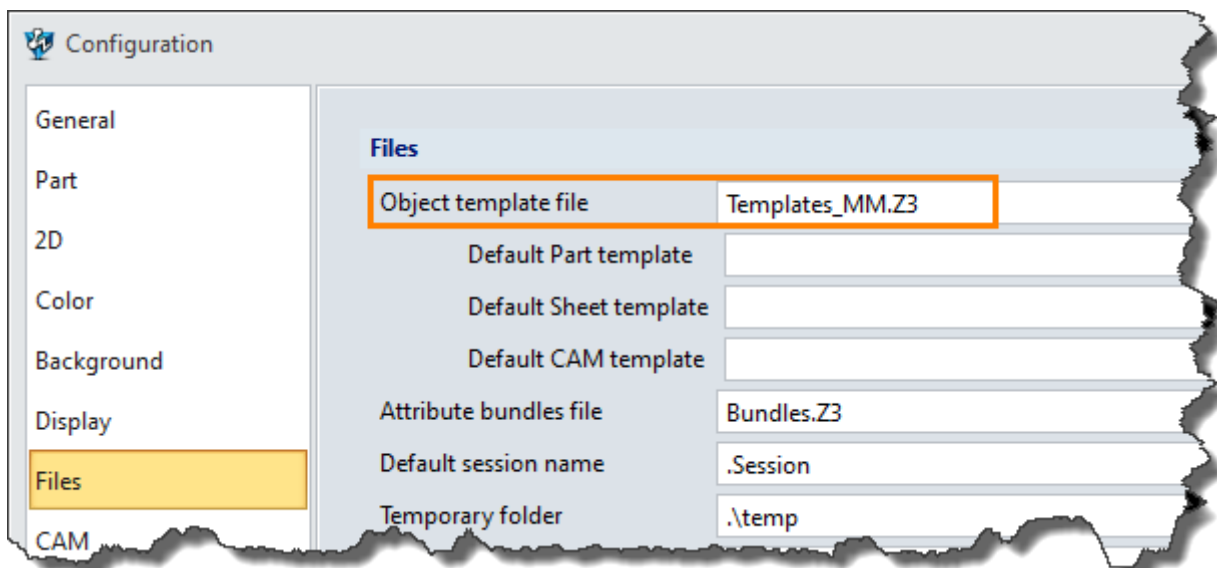 Configuration
General
Part
2D
Color
Background
Display
Files
CAM
Files
Object template file Templates_MM.Z3
Default Part template
Default Sheet template
Default CAM template
Attribute bundles file Bundles.Z3
Default session name .Session
Temporary folder .\temp